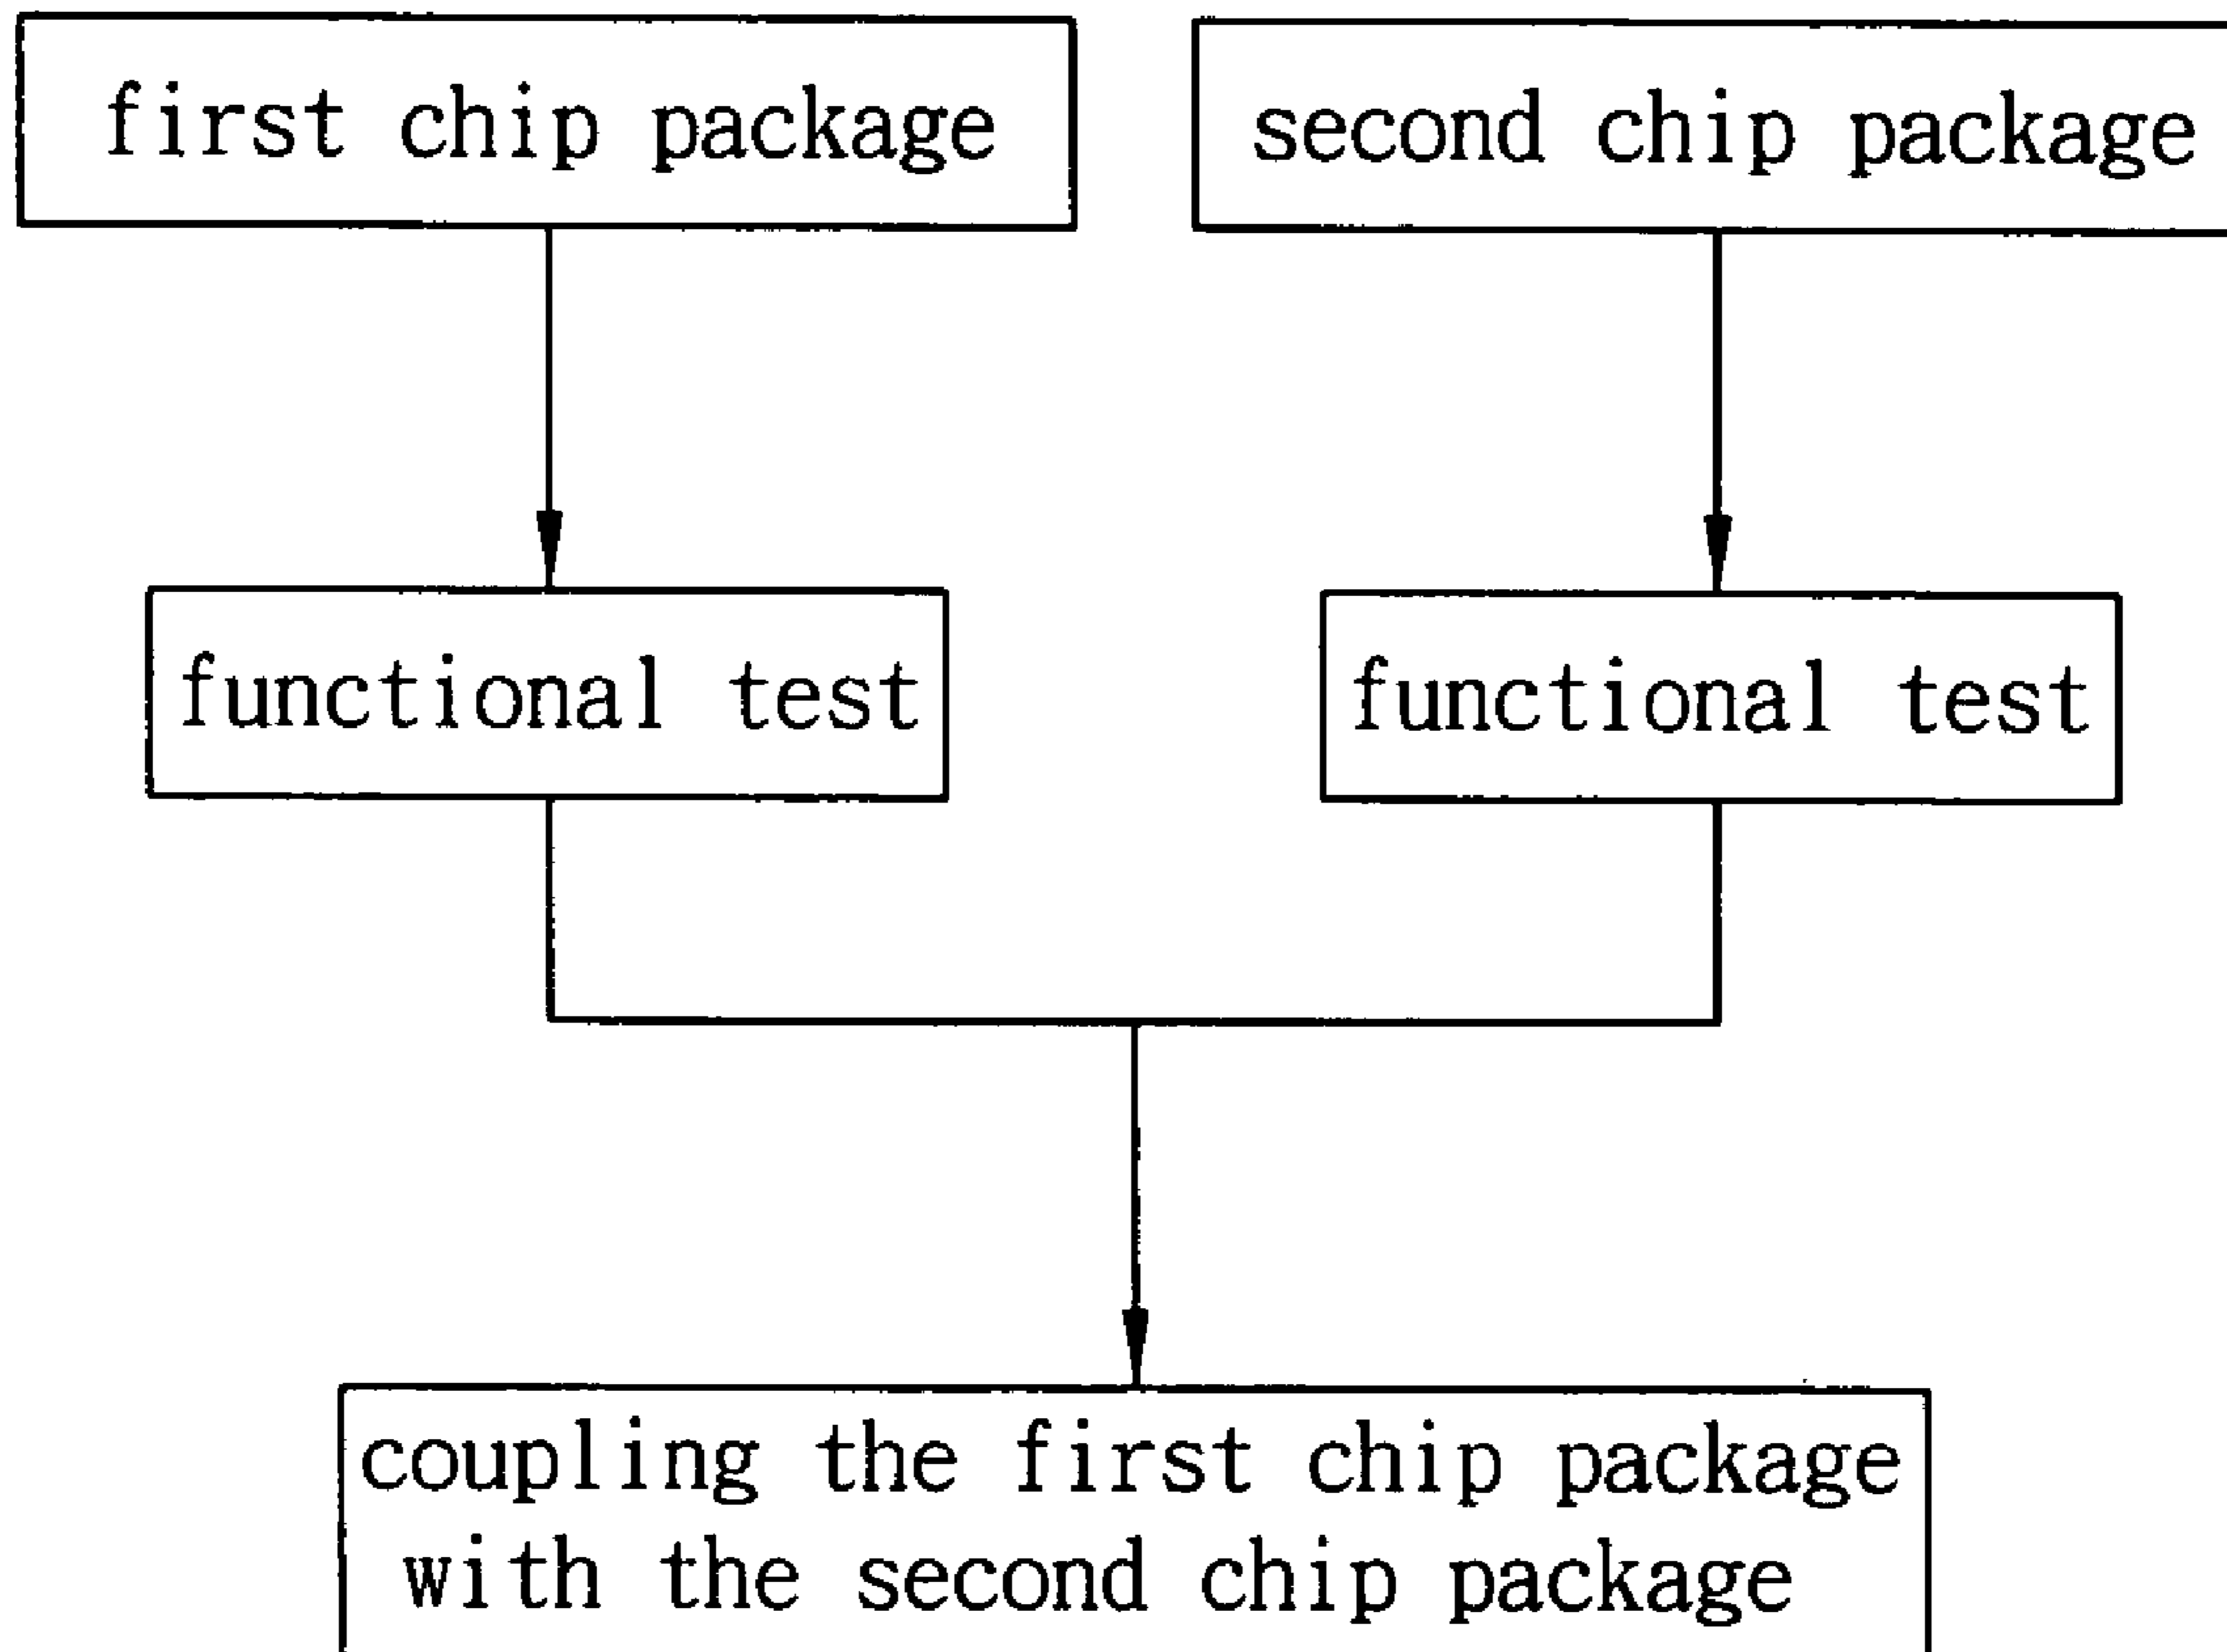 first chip package
second chip package
functional test
functional test
coupling the first chip package
with the second chip package